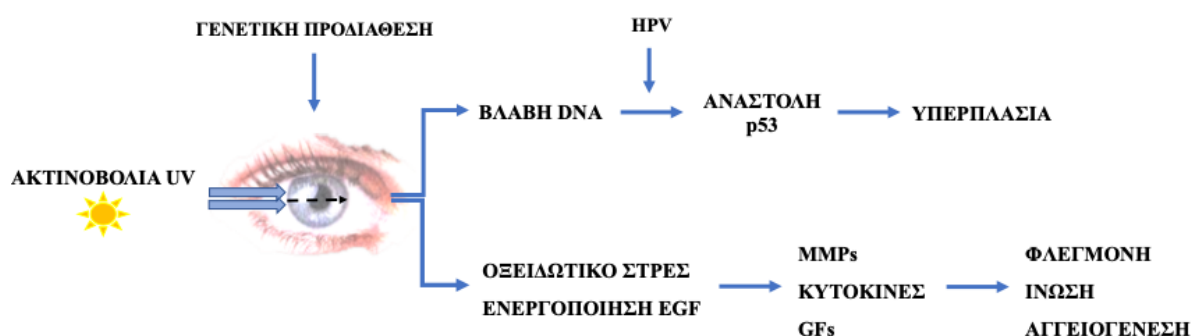 ΓΕΝΕΤΙΚΗ ΠΡΟΔΙΑΘΕΣΗ
HPV
ΒΛΑΒΗ DNA
ΑΝΑΣΤΟΛΗ
p53
ΥΠΕΡΠΛΑΣΙΑ
ΑΚΤΙΝΟΒΟΛΙΑ UV
ΟΞΕΙΔΩΤΙΚΟ ΣΤΡΕΣ
ΕΝΕΡΓΟΠΟΙΗΣΗ EGF
MMPs
ΚΥΤΟΚΙΝΕΣ
GFs
ΦΛΕΓΜΟΝΗ
ΙΝΩΣΗ
ΑΓΓΕΙΟΓΕΝΕΣΗ